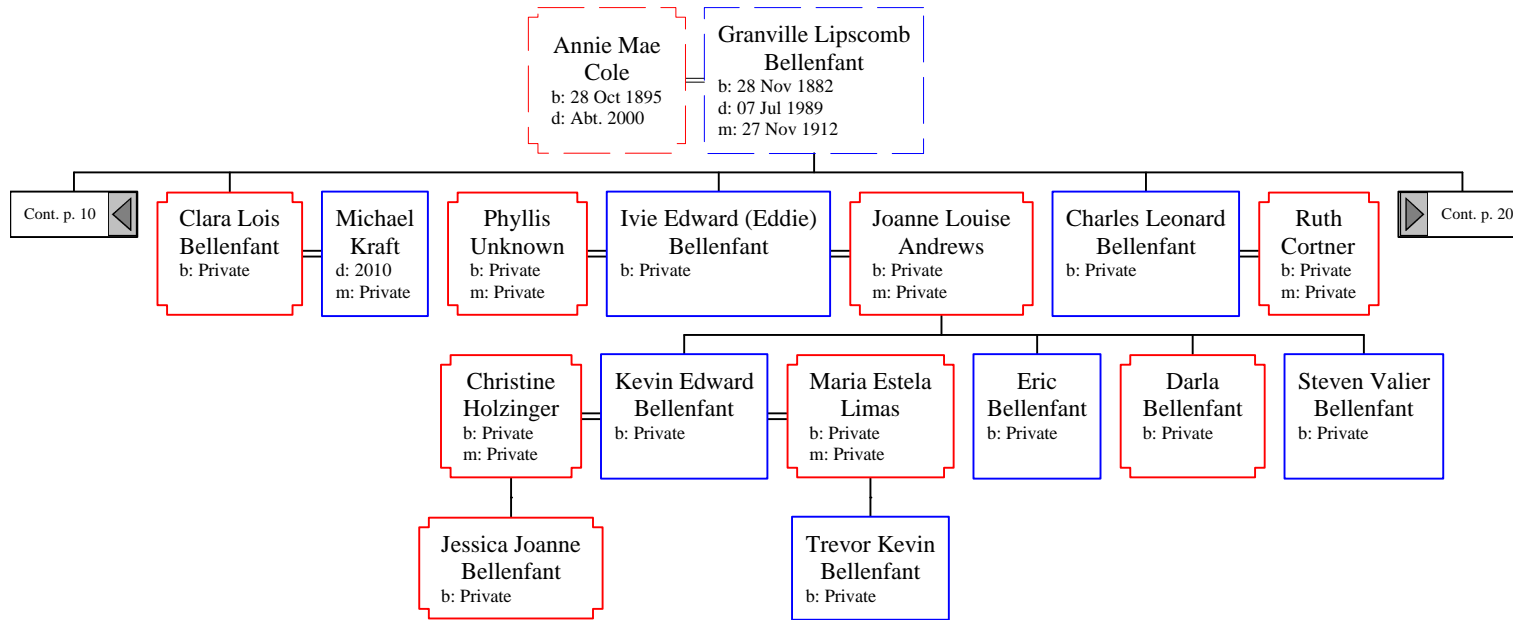 Annie Mae
Cole
b: 28 Oct 1895
d: Abt. 2000
Granville Lipscomb
Bellenfant
b: 28 Nov 1882
d: 07 Jul 1989
m: 27 Nov 1912
Cont. p. 10
Clara Lois
Bellenfant
b: Private
Michael
Kraft
d: 2010
m: Private
Phyllis
Unknown
b: Private
m: Private
Ivie Edward (Eddie)
Bellenfant
b: Private
Joanne Louise
Andrews
b: Private
m: Private
Charles Leonard
Bellenfant
b: Private
Ruth
Cortner
b: Private
m: Private
Cont. p. 20
Christine
Holzinger
b: Private
m: Private
Kevin Edward
Bellenfant
b: Private
Maria Estela
Limas
b: Private
m: Private
Eric
Bellenfant
b: Private
Darla
Bellenfant
b: Private
Steven Valier
Bellenfant
b: Private
Jessica Joanne
Bellenfant
b: Private
Trevor Kevin
Bellenfant
b: Private